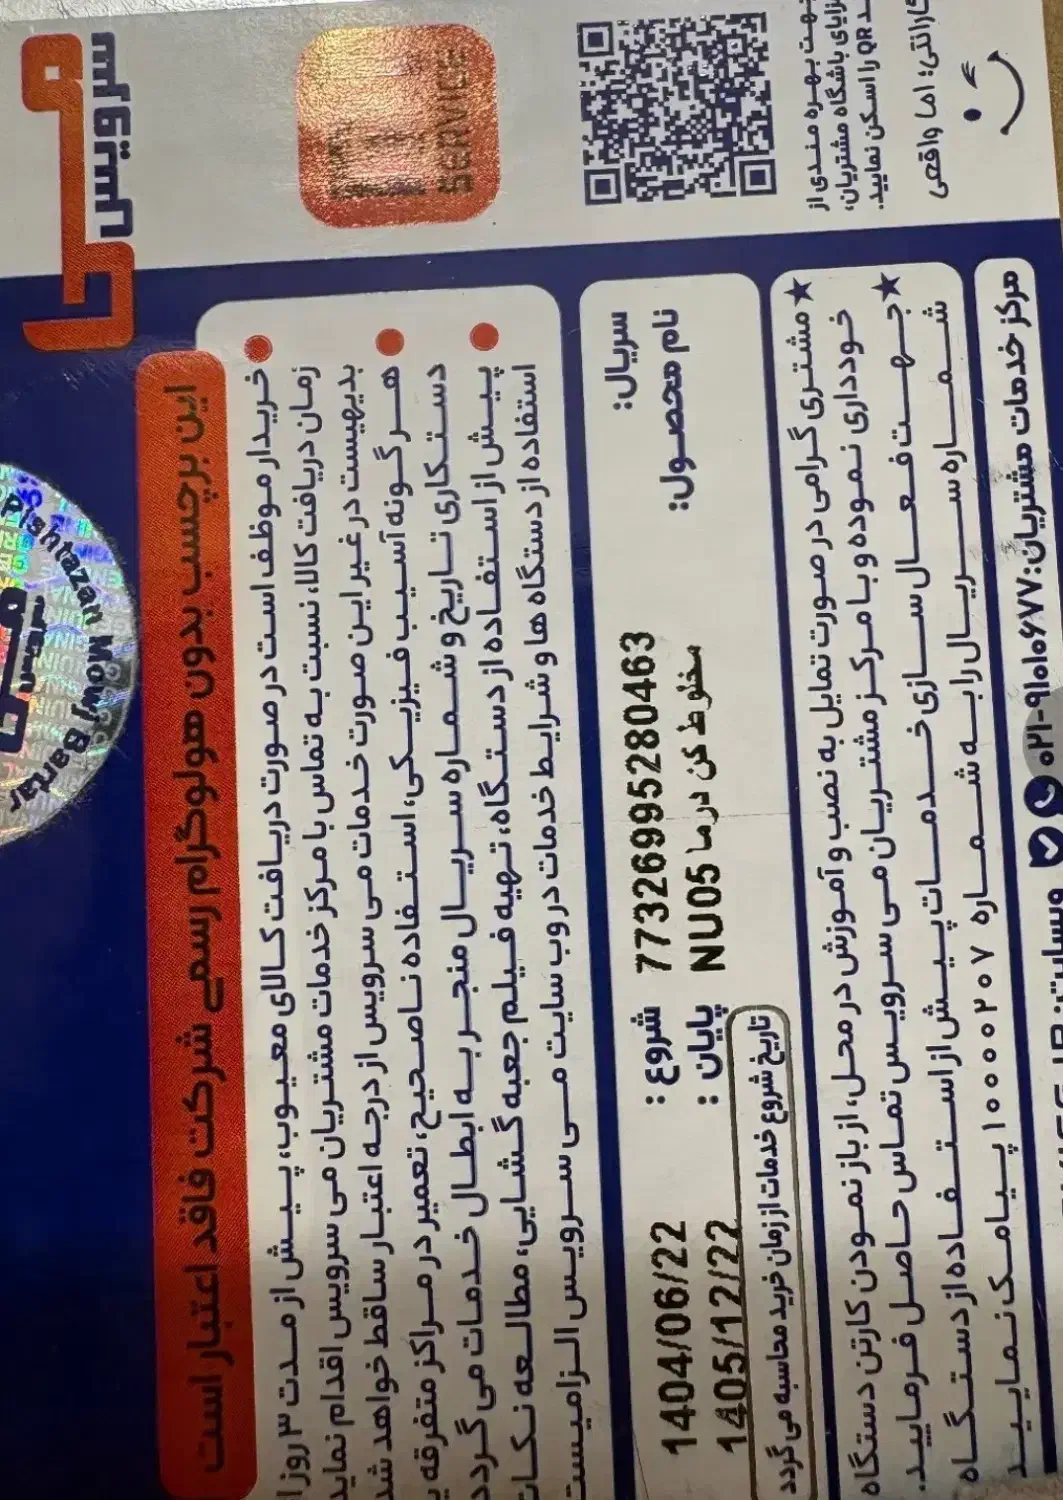 می سرویس
SERVICE
جهت بهره مندی از
مزایای باشگاه مشتریان،
QR را اسکن نمایید.
گارانتی؛ اما واقعی
Pishtazan Mowj Bartar
این برچسب بدون هولوگرام رسمی شرکت فاقد اعتبار است
خریدار موظف است در صورت دریافت کالای معیوب، پیش از مدت ۳ روز از
زمان دریافت کالا، نسبت به تماس با مرکز خدمات مشتریان می سرویس اقدام نماید
بدیهیست در غیر این صورت خدمات می سرویس از درجه اعتبار ساقط خواهد شد
هرگونه آسیب فیزیکی، استفاده ناصحیح، تعمیر در مراکز متفرقه
دستکاری تاریخ و شماره سریال منجر به ابطال خدمات می گردد
پیش از استفاده از دستگاه، تهیه فیلم جعبه گشایی، مطالعه نکات
استفاده از دستگاه ها و شرایط خدمات در وب سایت می سرویس الزامیست
سریال: 7732699528０463 شروع : 1404/06/22
نام محصول: مخلوط کن درما NU05 پایان : 1405/12/22
تاریخ شروع خدمات از زمان خرید محاسبه می گردد
★ مشتری گرامی در صورت تمایل به نصب و آموزش در محل، از باز نمودن کارتن دستگاه
خودداری نموده و با مرکز مشتریان می سرویس تماس حاصل فرمایید.
★ جهت فعال سازی خدمات پیش از استفاده از دستگاه
شماره سریال را به شماره ۱۰۰۰۰۲۰۷ پیامک نمایید
مرکز خدمات مشتریان: ۰۲۱-۹۱۰۱۰۶۷۷